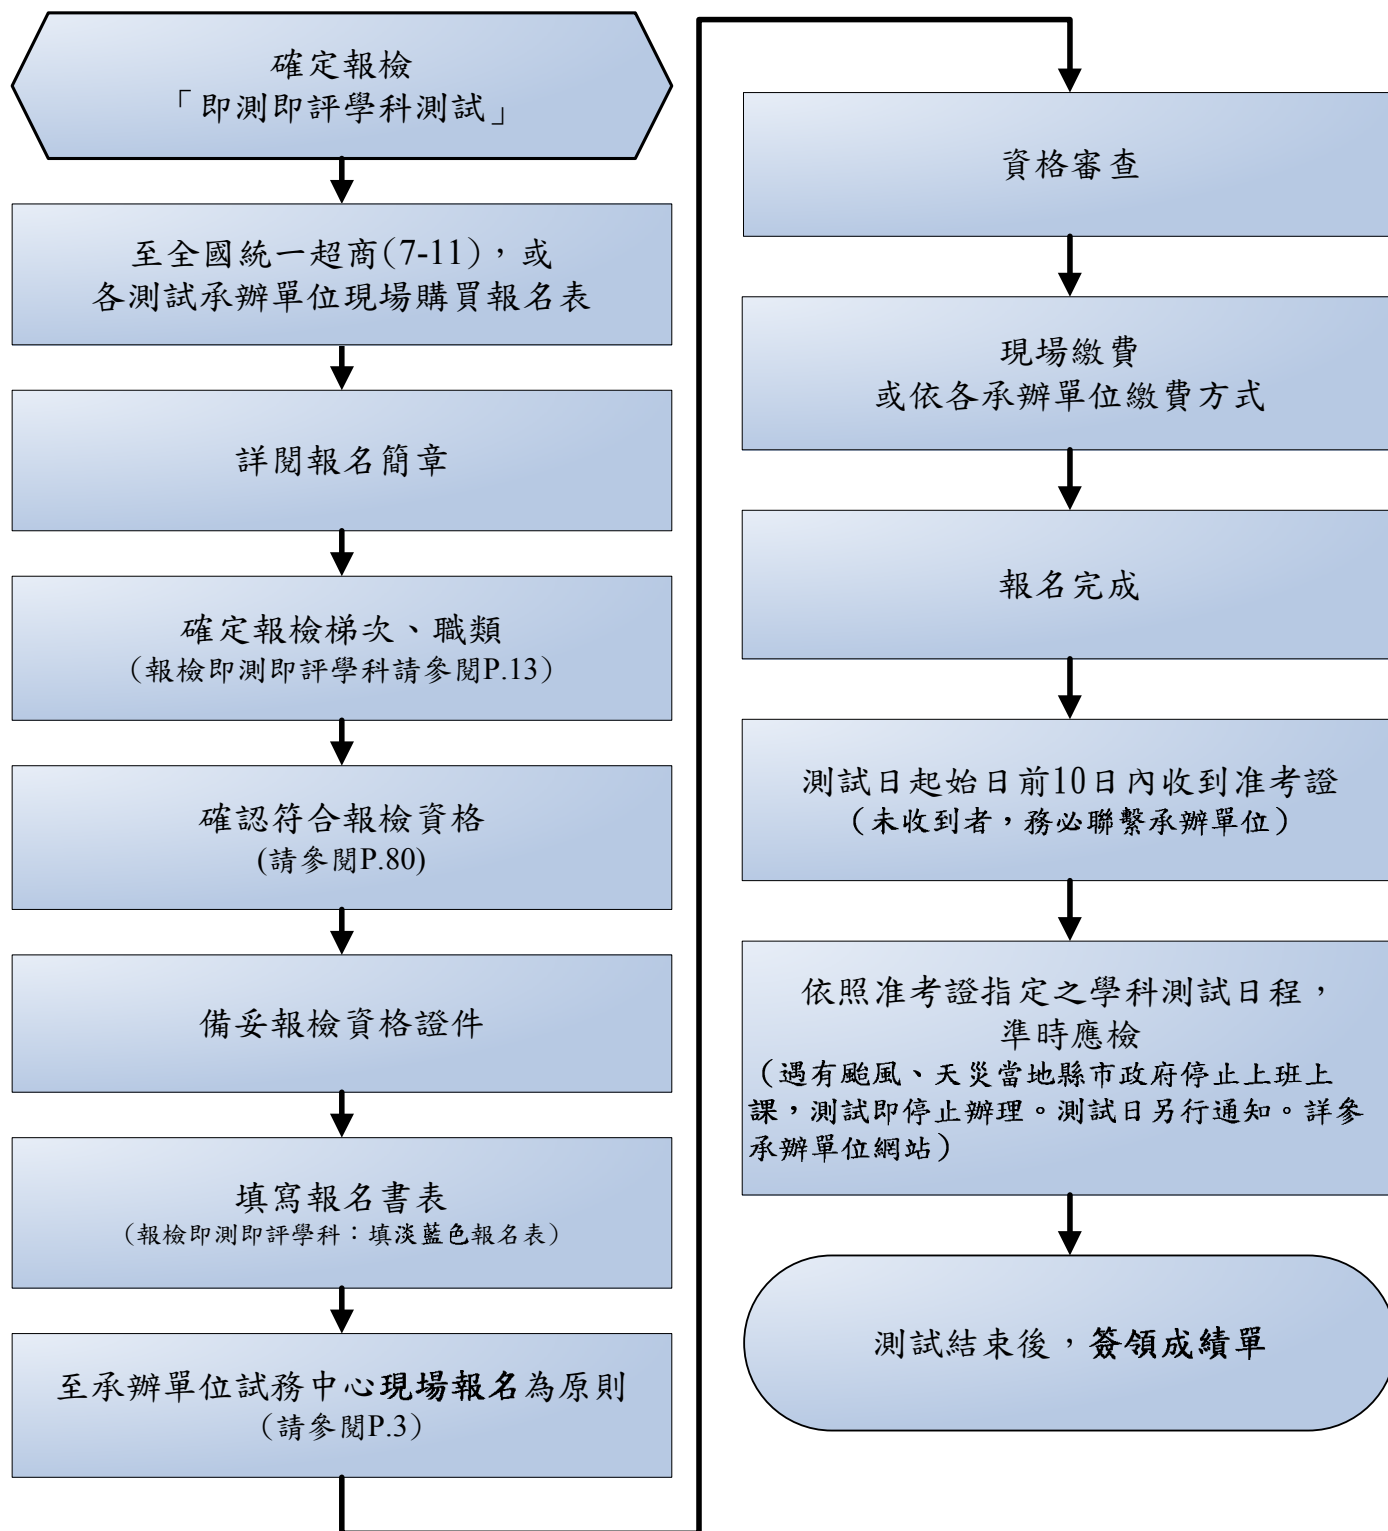 確定報檢
「即測即評學科測試」
至全國統一超商(7-11)，或
各測試承辦單位現場購買報名表
詳閱報名簡章
確定報檢梯次、職類
（報檢即測即評學科請參閱P.13）
確認符合報檢資格
(請參閱P.80)
備妥報檢資格證件
填寫報名書表
（報檢即測即評學科：填淡藍色報名表）
至承辦單位試務中心現場報名為原則
（請參閱P.3）
資格審查
現場繳費
或依各承辦單位繳費方式
報名完成
測試日起始日前10日內收到准考證
（未收到者，務必聯繫承辦單位）
依照准考證指定之學科測試日程，
準時應檢
（遇有颱風、天災當地縣市政府停止上班上
課，測試即停止辦理。測試日另行通知。詳參
承辦單位網站）
測試結束後，簽領成績單